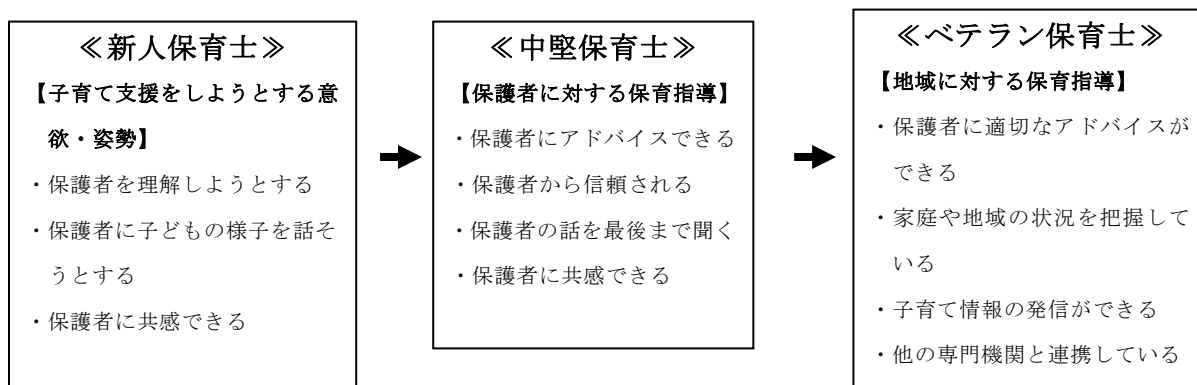 ≪新人保育士≫
【子育て支援をしようとする意
欲・姿勢】
・保護者を理解しようとする
・保護者に子どもの様子を話そ
うとする
・保護者に共感できる
≪中堅保育士≫
【保護者に対する保育指導】
・保護者にアドバイスできる
・保護者から信頼される
・保護者の話を最後まで聞く
・保護者に共感できる
≪ベテラン保育士≫
【地域に対する保育指導】
・保護者に適切なアドバイスが
できる
・家庭や地域の状況を把握して
いる
・子育て情報の発信ができる
・他の専門機関と連携している